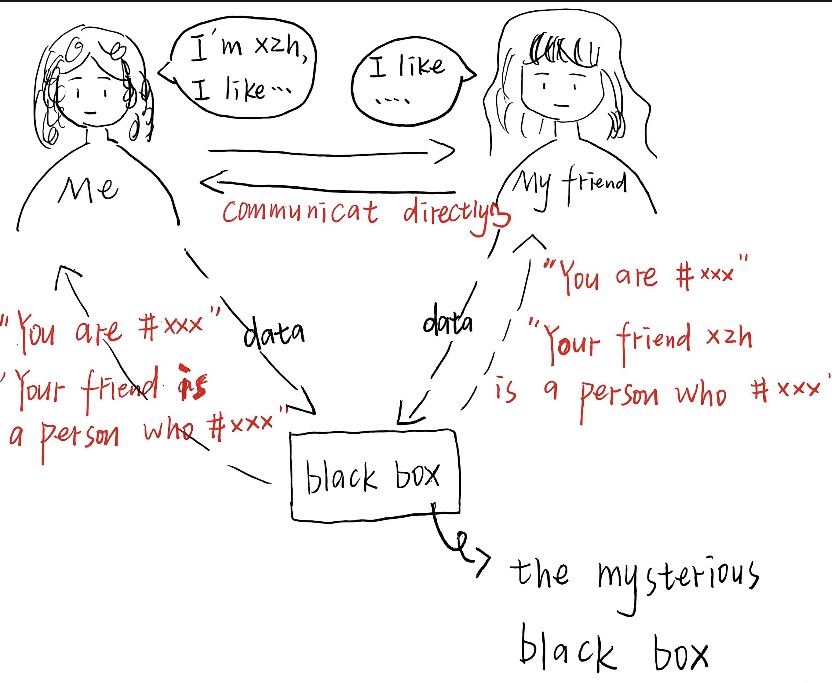 I'm xzh,
I like...
I like
....
Me
My friend
communicat directly
"You are #xxx"
"Your friend is
a person who #xxx"
data
data
"You are #xxx"
"Your friend xzh
is a person who #xxx"
black box
the mysterious
black box